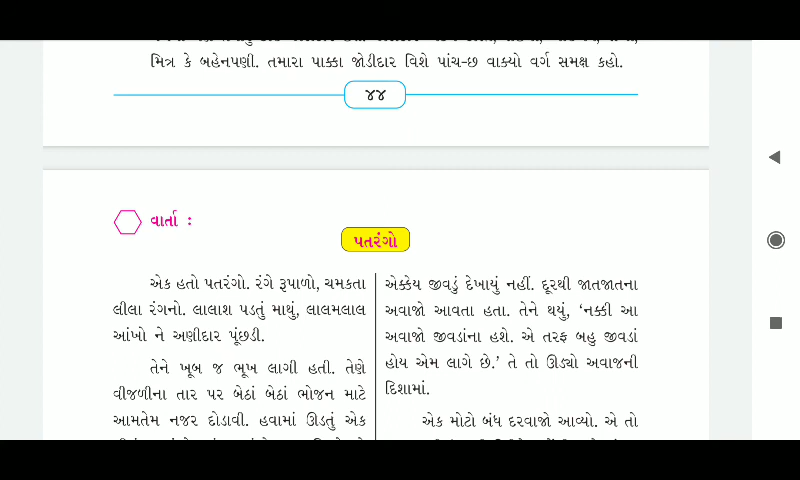 મિત્ર કે બહેનપણી. તમારા પાક્કા જોડીદાર વિશે પાંચ-છ વાક્યો વર્ગ સમક્ષ કહો.
૪૪
વાર્તા :
પતરંગો
એક હતો પતરંગો. રંગે રૂપાળો, ચમકતા
લીલા રંગનો. લાલાશ પડતું માથું, લાલમલાલ
આંખો ને અણીદાર પૂંછડી.
તેને ખૂબ જ ભૂખ લાગી હતી. તેણે
વીજળીના તાર પર બેઠાં બેઠાં ભોજન માટે
આમતેમ નજર દોડાવી. હવામાં ઊડતું એક
એક્કેય જીવડું દેખાયું નહીં. દૂરથી જાતજાતના
અવાજો આવતા હતા. તેને થયું, ‘નક્કી આ
અવાજો જીવડાંના હશે. એ તરફ બહુ જીવડાં
હોય એમ લાગે છે.’ તે તો ઊડ્યો અવાજની
દિશામાં.
એક મોટો બંધ દરવાજો આવ્યો. એ તો